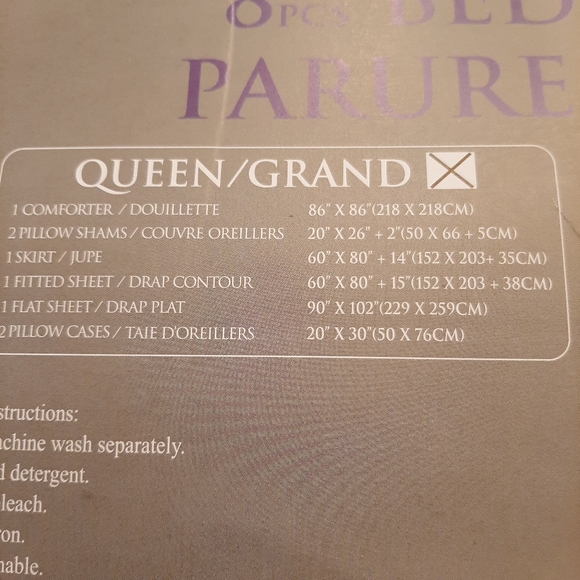 8PCS BED
PARURE
QUEEN/GRAND
1 COMFORTER / DOUILLETTE 86" X 86"(218 X 218CM)
2 PILLOW SHAMS / COUVRE OREILLERS 20" X 26" + 2"(50 X 66 + 5CM)
1 SKIRT / JUPE 60" X 80" + 14"(152 X 203+ 35CM)
1 FITTED SHEET / DRAP CONTOUR 60" X 80" + 15"(152 X 203 + 38CM)
1 FLAT SHEET / DRAP PLAT 90" X 102"(229 X 259CM)
2 PILLOW CASES / TAIE D'OREILLERS 20" X 30"(50 X 76CM)
structions:
achine wash separately.
d detergent.
leach.
ron.
nable.